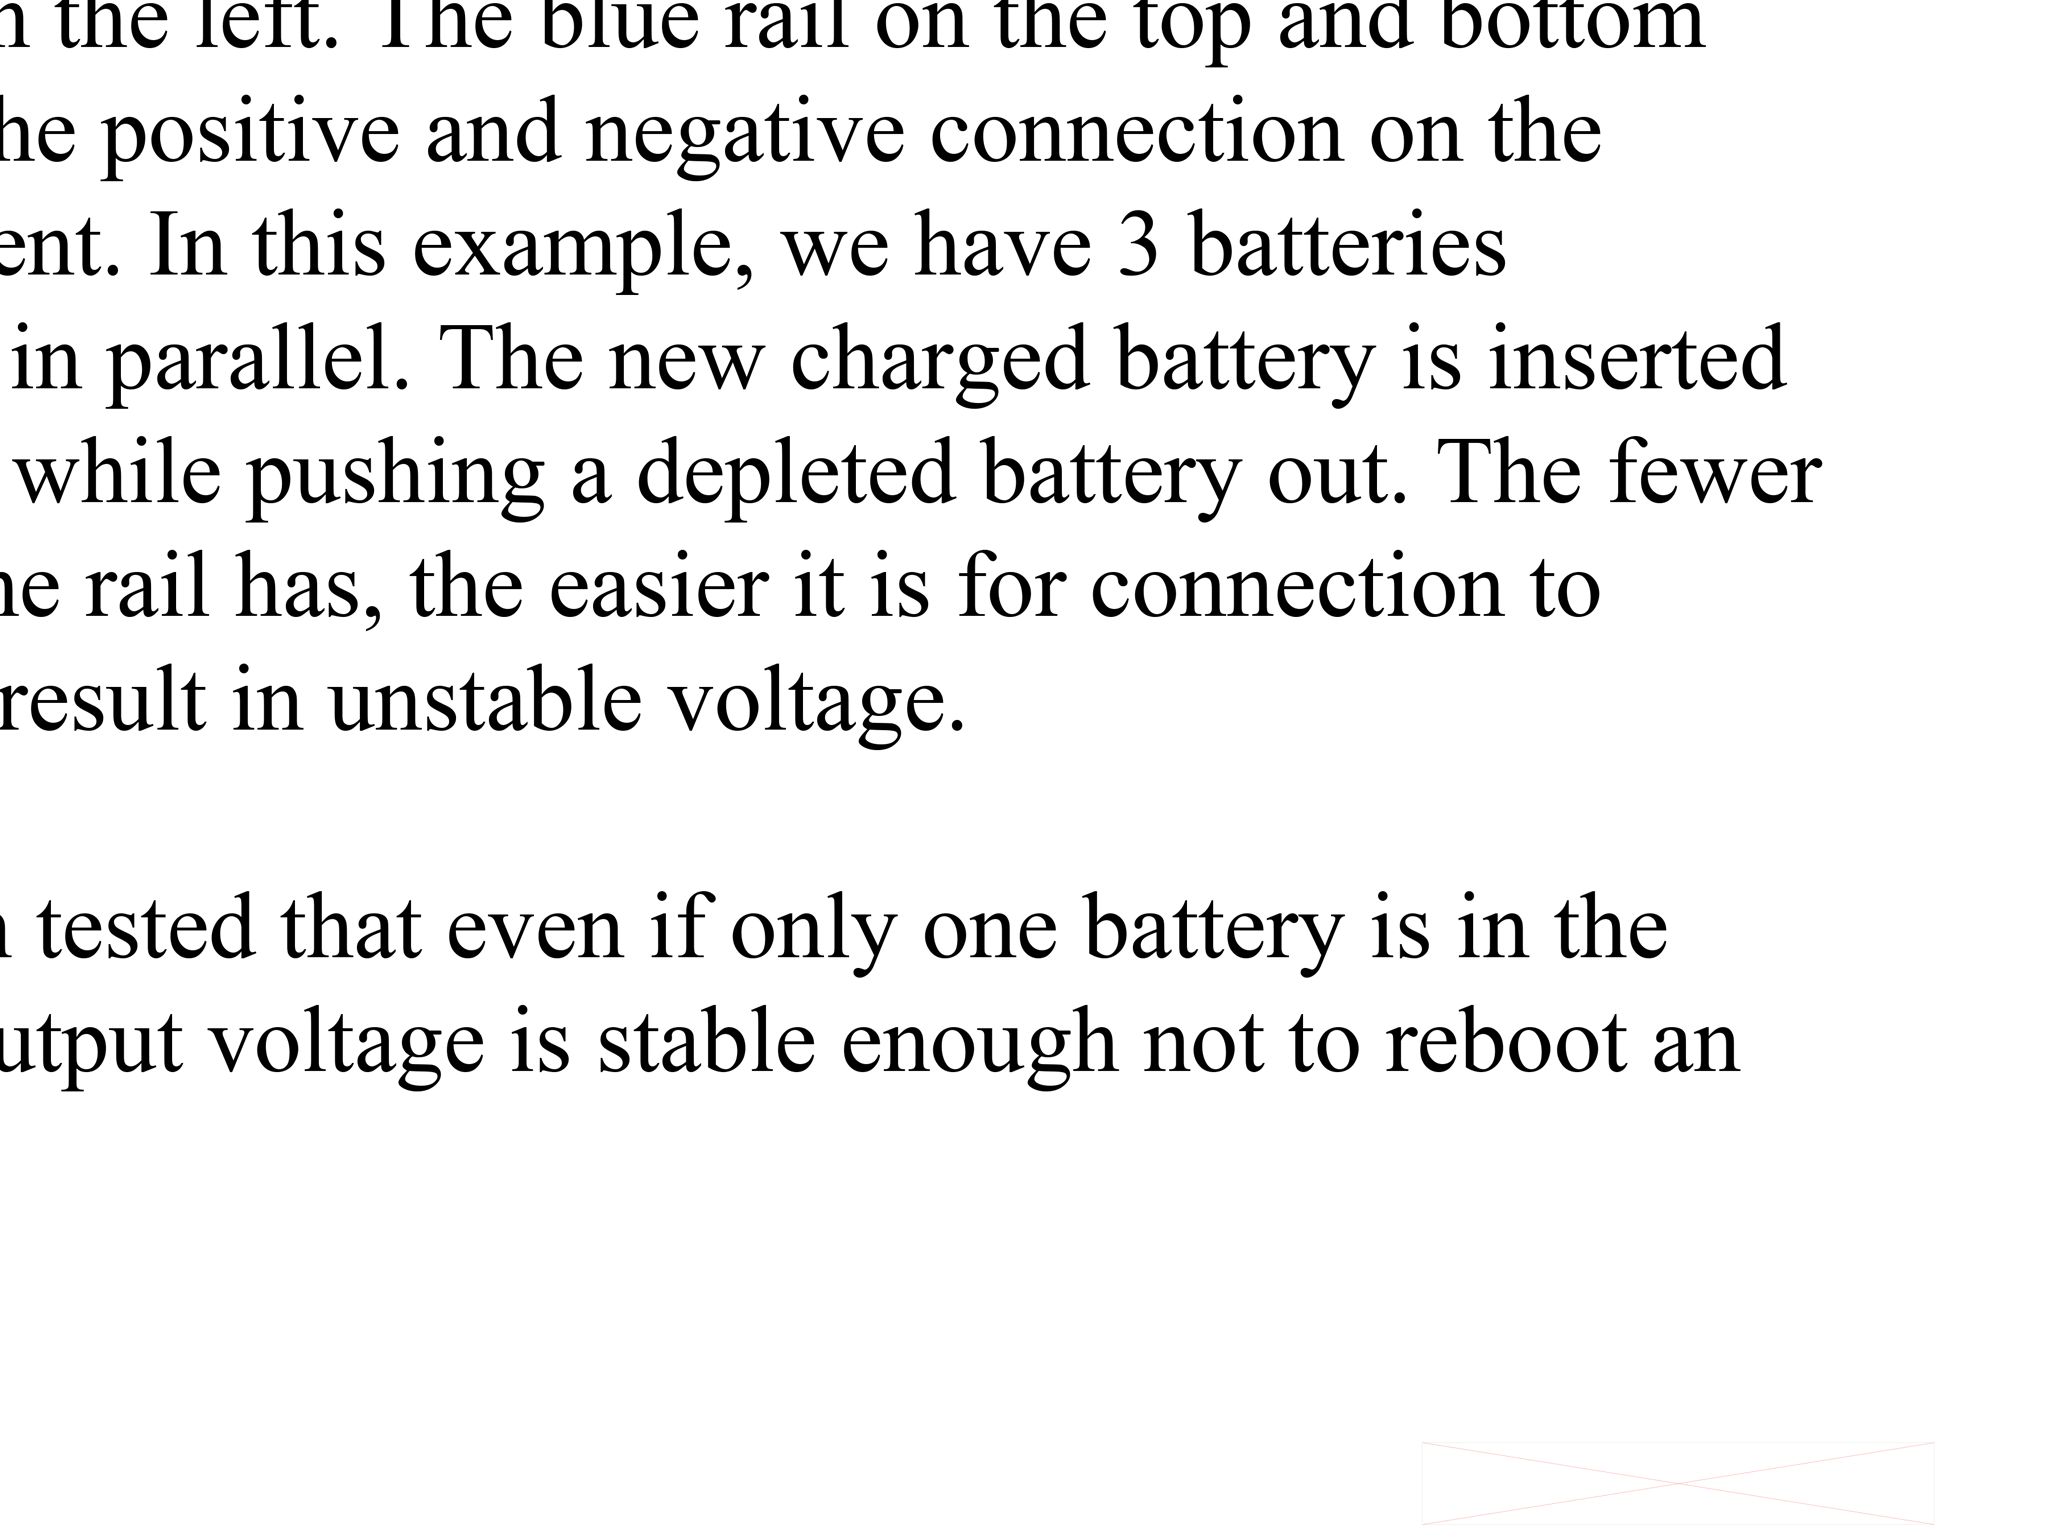 the left. The blue rail on the top and bottom
he positive and negative connection on the
ent. In this example, we have 3 batteries
in parallel. The new charged battery is inserted
while pushing a depleted battery out. The fewer
he rail has, the easier it is for connection to
result in unstable voltage.
tested that even if only one battery is in the
utput voltage is stable enough not to reboot an